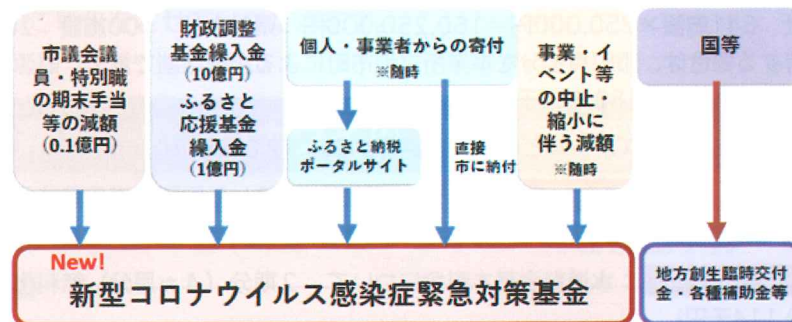 市議会議
員・特別職
の期末手当
等の減額
(0.1億円)
財政調整
基金繰入金
(10億円)
ふるさと
応援基金
繰入金
(1億円)
個人・事業者からの寄付
※随時
ふるさと納税
ポータルサイト
直接
市に納付
事業・イ
ベント等
の中止・
縮小に
伴う減額
※随時
国等
New!
新型コロナウイルス感染症緊急対策基金
地方創生臨時交付
金・各種補助金等